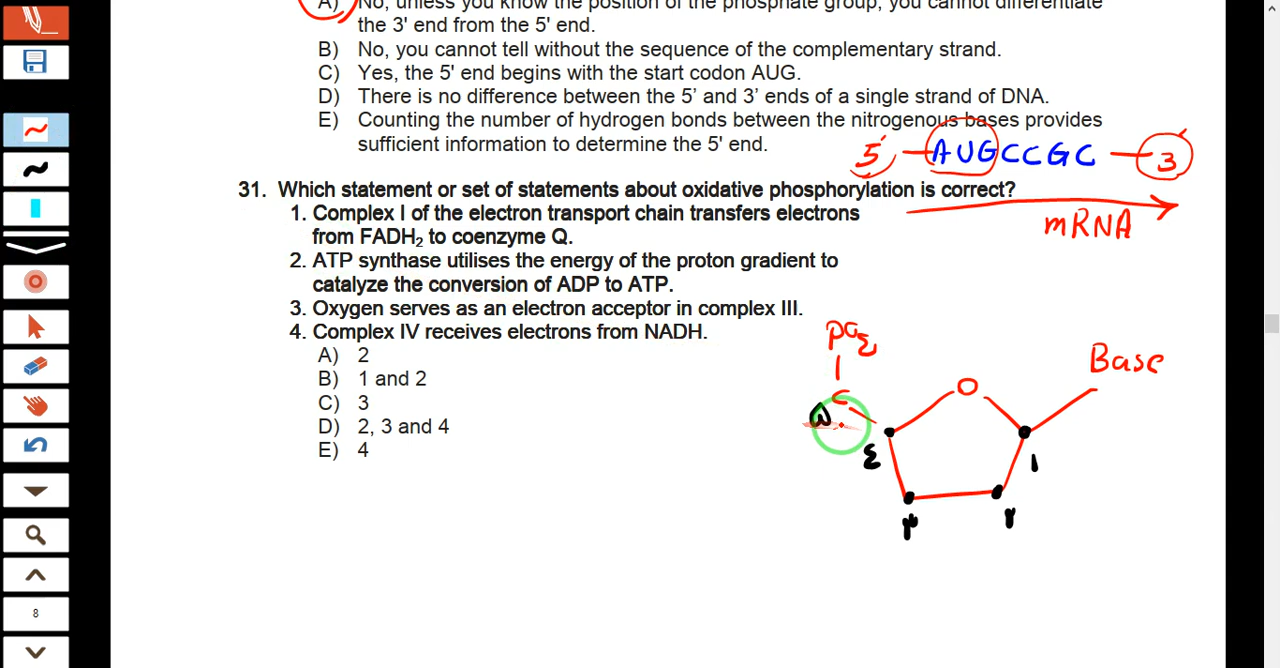 A) No, unless you know the position of the phosphate group, you cannot differentiate
the 3' end from the 5' end.
B) No, you cannot tell without the sequence of the complementary strand.
C) Yes, the 5' end begins with the start codon AUG.
D) There is no difference between the 5' and 3' ends of a single strand of DNA.
E) Counting the number of hydrogen bonds between the nitrogenous bases provides
sufficient information to determine the 5' end.
5' AUGCCGC 3'
31. Which statement or set of statements about oxidative phosphorylation is correct?
mRNA
1. Complex I of the electron transport chain transfers electrons
from FADH₂ to coenzyme Q.
2. ATP synthase utilises the energy of the proton gradient to
catalyze the conversion of ADP to ATP.
3. Oxygen serves as an electron acceptor in complex III.
4. Complex IV receives electrons from NADH.
A) 2
B) 1 and 2
C) 3
D) 2, 3 and 4
E) 4
Base
O
C
۴
۱
۳
۲
8